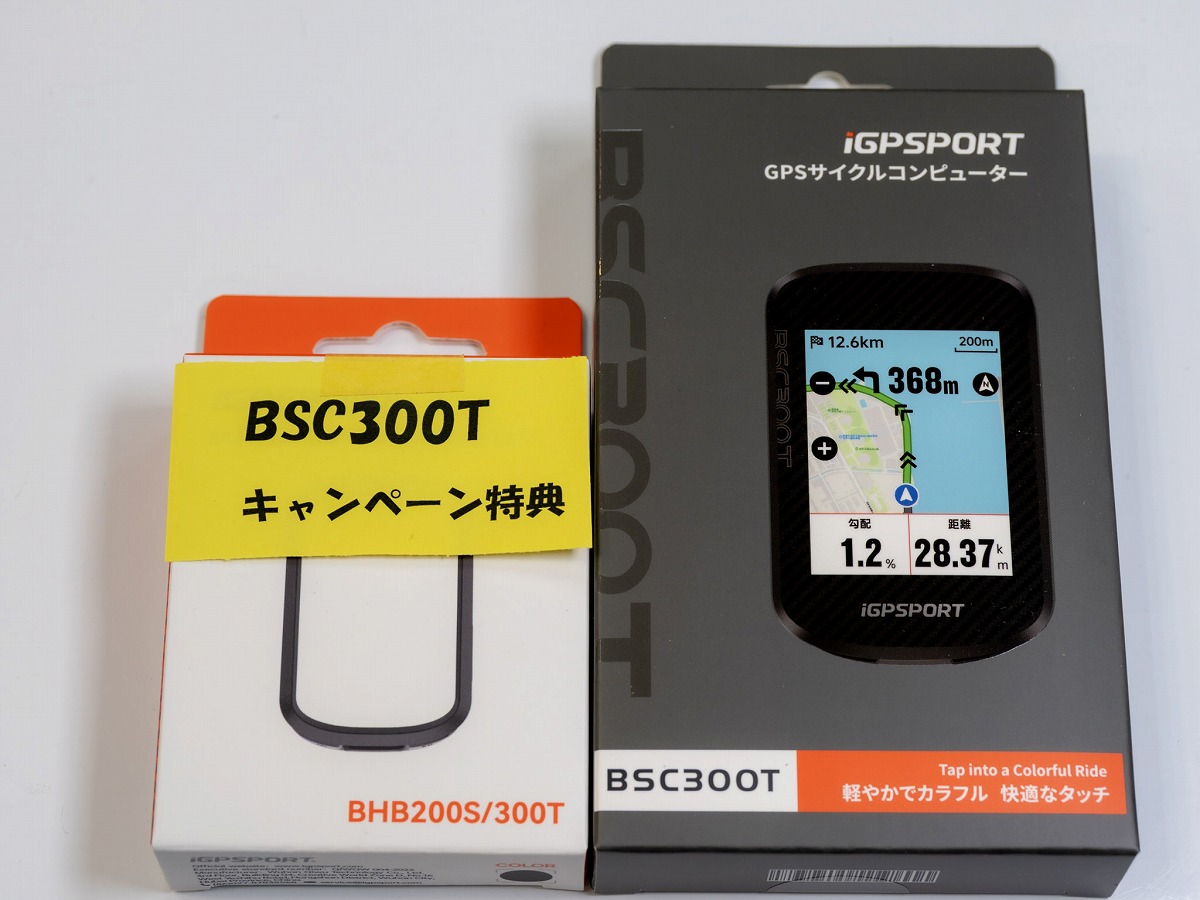 BSC300T
キャンペーン特典
BHB200S/300T
iGPSPORT
COLOR
BSC300T
iGPSPORT
GPSサイクルコンピューター
BSC300T
12.6km
200m
368m
N
勾配
1.2%
距離
28.37km
iGPSPORT
BSC300T
Tap into a Colorful Ride
軽やかでカラフル 快適なタッチ